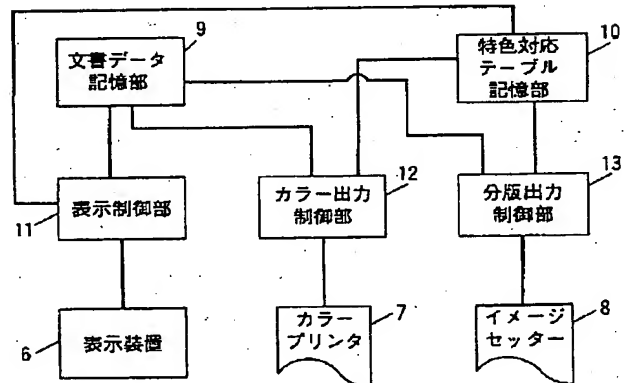 9
文書データ
記憶部
特色対応
テーブル
記憶部
10
11
表示制御部
カラー出力
制御部
12
分版出力
制御部
13
6
表示装置
カラー
プリンタ
7
イメージ
セッター
8